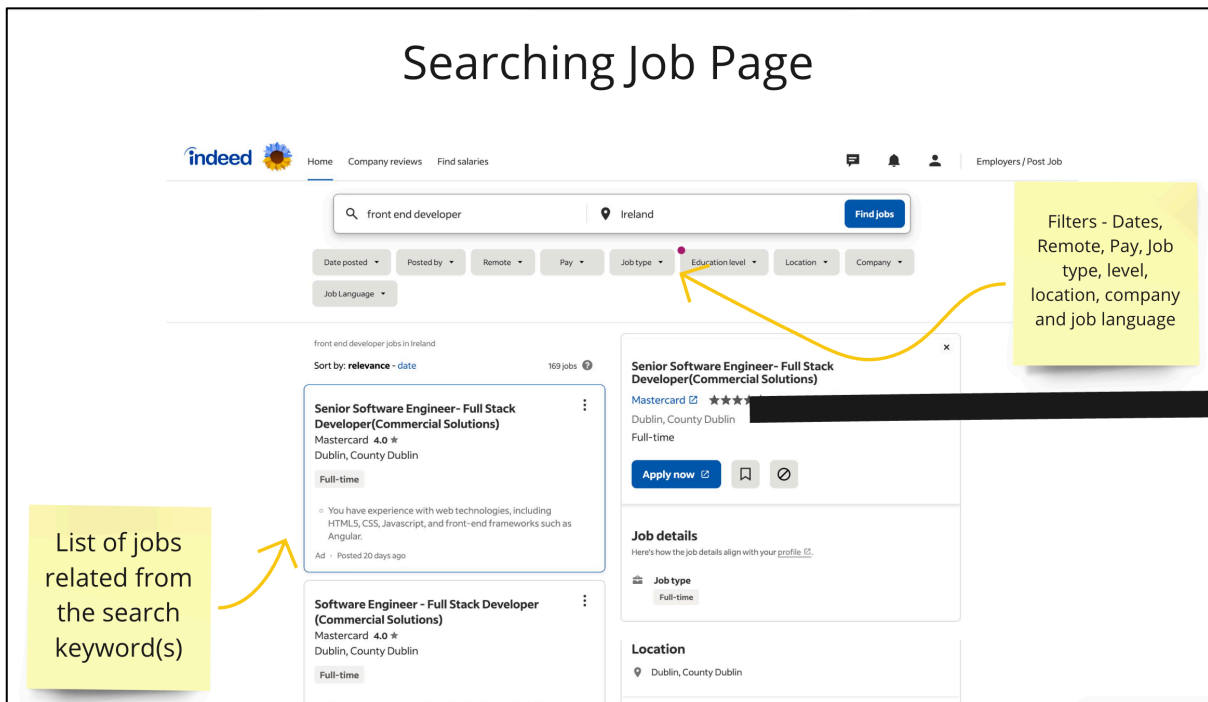 Searching Job Page
indeed
Home Company reviews Find salaries
Employers / Post Job
front end developer
Ireland
Find jobs
Date posted
Posted by
Remote
Pay
Job type
Education level
Location
Company
Job Language
Filters - Dates,
Remote, Pay, Job
type, level,
location, company
and job language
front end developer jobs in Ireland
Sort by: relevance - date
169 jobs
Senior Software Engineer- Full Stack
Developer(Commercial Solutions)
Mastercard 4.0 ★
Dublin, County Dublin
Full-time
You have experience with web technologies, including
HTML5, CSS, Javascript, and front-end frameworks such as
Angular.
Ad · Posted 20 days ago
Software Engineer - Full Stack Developer
(Commercial Solutions)
Mastercard 4.0 ★
Dublin, County Dublin
Full-time
Senior Software Engineer- Full Stack
Developer(Commercial Solutions)
Mastercard
Dublin, County Dublin
Full-time
Apply now
Job details
Here's how the job details align with your profile.
Job type
Full-time
Location
Dublin, County Dublin
List of jobs
related from
the search
keyword(s)